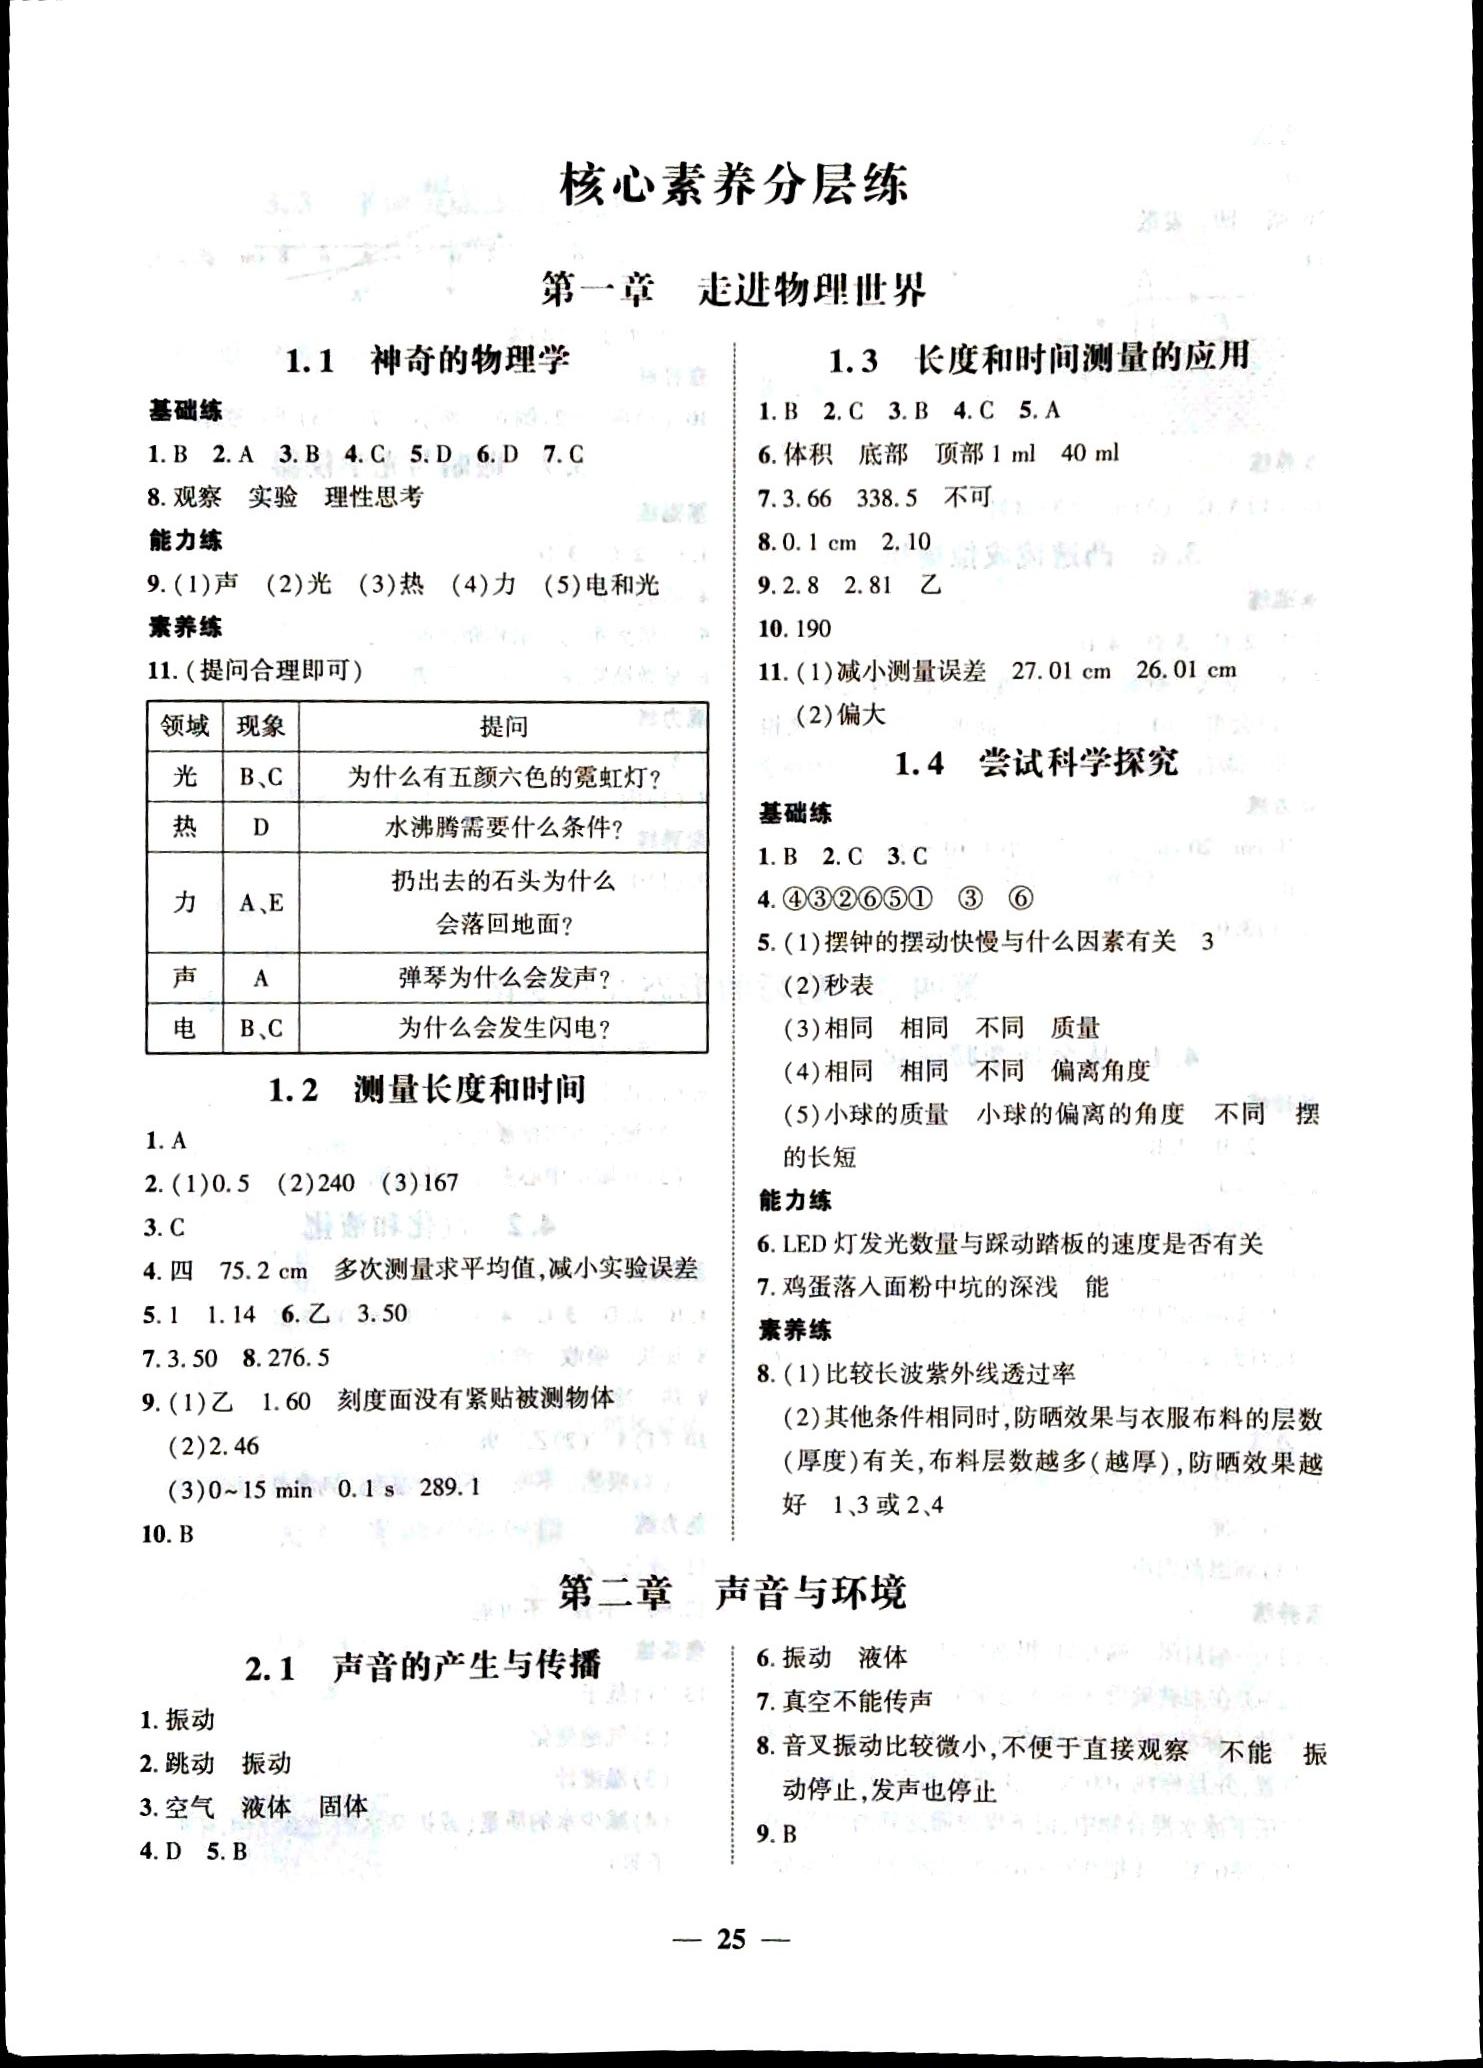 核心素养分层练
第一章 走进物理世界
1.1 神奇的物理学
基础练
1.B 2.A 3.B 4.C 5.D 6.D 7.C
8.观察 实验 理性思考
能力练
9.(1)声 (2)光 (3)热 (4)力 (5)电和光
素养练
11.(提问合理即可)
领域 现象 提问
光 B、C 为什么有五颜六色的霓虹灯?
热 D 水沸腾需要什么条件?
力 A、E 扔出去的石头为什么
会落回地面?
声 A 弹琴为什么会发声?
电 B、C 为什么会发生闪电?
1.2 测量长度和时间
1.A
2.(1)0.5 (2)240 (3)167
3.C
4.四 75.2 cm 多次测量求平均值,减小实验误差
5.1 1.14 6.乙 3.50
7.3.50 8.276.5
9.(1)乙 1.60 刻度面没有紧贴被测物体
(2)2.46
(3)0~15 min 0.1 s 289.1
10.B
1.3 长度和时间测量的应用
1.B 2.C 3.B 4.C 5.A
6.体积 底部 顶部 1 ml 40 ml
7.3.66 338.5 不可
8.0.1 cm 2.10
9.2.8 2.81 乙
10.190
11.(1)减小测量误差 27.01 cm 26.01 cm
(2)偏大
1.4 尝试科学探究
基础练
1.B 2.C 3.C
4.④③②⑥⑤① ③ ⑥
5.(1)摆钟的摆动快慢与什么因素有关 3
(2)秒表
(3)相同 相同 不同 质量
(4)相同 相同 不同 偏离角度
(5)小球的质量 小球的偏离的角度 不同 摆
的长短
能力练
6.LED灯发光数量与踩动踏板的速度是否有关
7.鸡蛋落入面粉中坑的深浅 能
素养练
8.(1)比较长波紫外线透过率
(2)其他条件相同时,防晒效果与衣服布料的层数
(厚度)有关,布料层数越多(越厚),防晒效果越
好 1、3或2、4
第二章 声音与环境
2.1 声音的产生与传播
1.振动
2.跳动 振动
3.空气 液体 固体
4.D 5.B
6.振动 液体
7.真空不能传声
8.音叉振动比较微小,不便于直接观察 不能 振
动停止,发声也停止
9.B
— 25 —